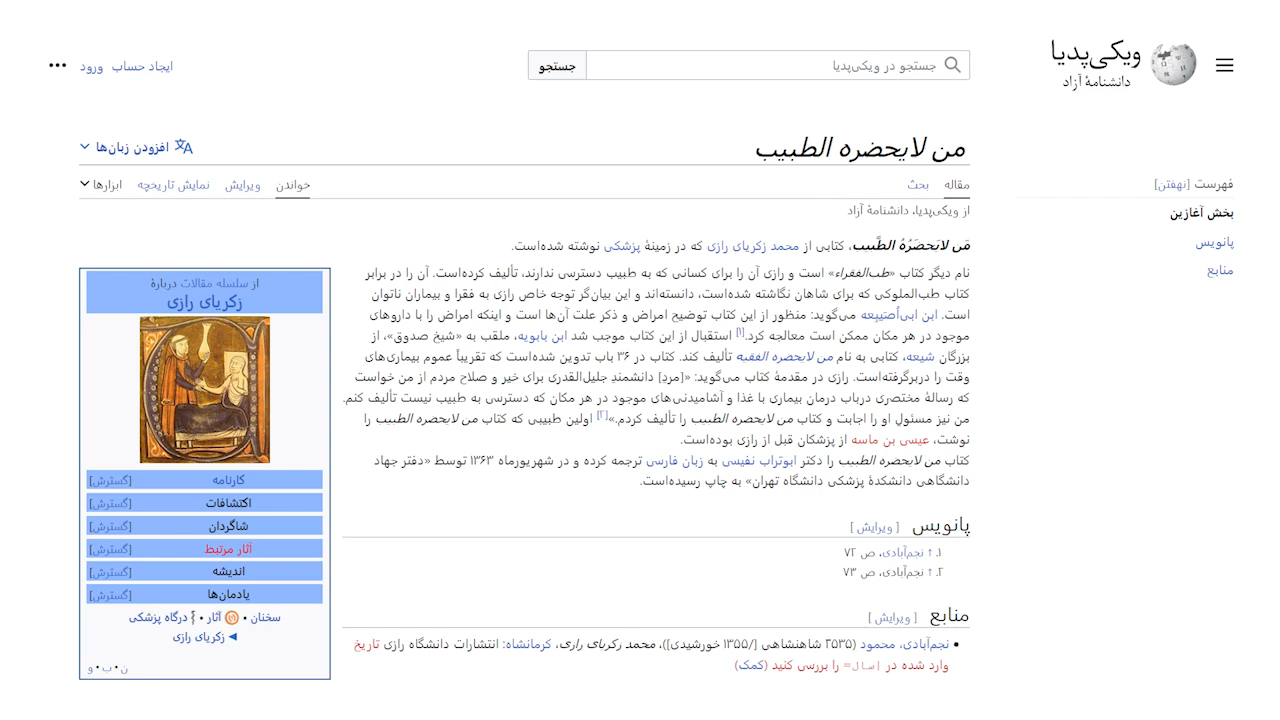 ویکی‌پدیا
دانشنامهٔ آزاد
جستجو در ویکی‌پدیا
جستجو
ایجاد حساب
ورود
من لایحضره الطبیب
افزودن زبان‌ها
مقاله
بحث
خواندن
ویرایش
نمایش تاریخچه
ابزارها
فهرست [نهفتن]
بخش آغازین
پانویس
منابع
از ویکی‌پدیا، دانشنامهٔ آزاد
مَن لایَحضَرُهُ الطَّبیب، کتابی از محمد زکریای رازی که در زمینهٔ پزشکی نوشته شده‌است.
نام دیگر کتاب «طب‌الفقراء» است و رازی آن را برای کسانی که به طبیب دسترسی ندارند، تألیف کرده‌است. آن را در برابر
کتاب طب‌الملوکی که برای شاهان نگاشته شده‌است، دانسته‌اند و این بیان‌گر توجه خاص رازی به فقرا و بیماران ناتوان
است. ابن ابی‌اُصَیبِعه می‌گوید: منظور از این کتاب توضیح امراض و ذکر علت آن‌ها است و اینکه امراض را با داروهای
موجود در هر مکان ممکن است معالجه کرد.[۱] استقبال از این کتاب موجب شد ابن بابویه، ملقب به «شیخ صدوق»، از
بزرگان شیعه، کتابی به نام من لایحضره الفقیه تألیف کند. کتاب در ۳۶ باب تدوین شده‌است که تقریباً عموم بیماری‌های
وقت را دربرگرفته‌است. رازی در مقدمهٔ کتاب می‌گوید: «[مردِ] دانشمندِ جلیل‌القدری برای خیر و صلاح مردم از من خواست
که رسالهٔ مختصری درباب درمان بیماری با غذا و آشامیدنی‌های موجود در هر مکان که دسترسی به طبیب نیست تألیف کنم.
من نیز مسئولِ او را اجابت و کتاب من لایحضره الطبیب را تألیف کردم.»[۲] اولین طبیبی که کتاب من لایحضره الطبیب را
نوشت، عیسی بن ماسه از پزشکان قبل از رازی بوده‌است.
کتاب من لایحضره الطبیب را دکتر ابوتراب نفیسی به زبان فارسی ترجمه کرده و در شهریورماه ۱۳۶۳ توسط «دفتر جهاد
دانشگاهی دانشکدهٔ پزشکی دانشگاه تهران» به چاپ رسیده‌است.
پانویس [ ویرایش ]
۱. ↑ نجم‌آبادی، ص ۷۲
۲. ↑ نجم‌آبادی، ص ۷۳
منابع [ ویرایش ]
• نجم‌آبادی، محمود (۲۵۳۵ شاهنشاهی [/۱۳۵۵ خورشیدی])، محمد زکریای رازی، کرمانشاه: انتشارات دانشگاه رازی تاریخ
وارد شده در |سال= را بررسی کنید (کمک)
از سلسله مقالات دربارهٔ
زکریای رازی
کارنامه [گسترش]
اکتشافات [گسترش]
شاگردان [گسترش]
آثار مرتبط [گسترش]
اندیشه [گسترش]
یادمان‌ها [گسترش]
سخنان • آثار • درگاه پزشکی
◄ زکریای رازی
ن • ب • و